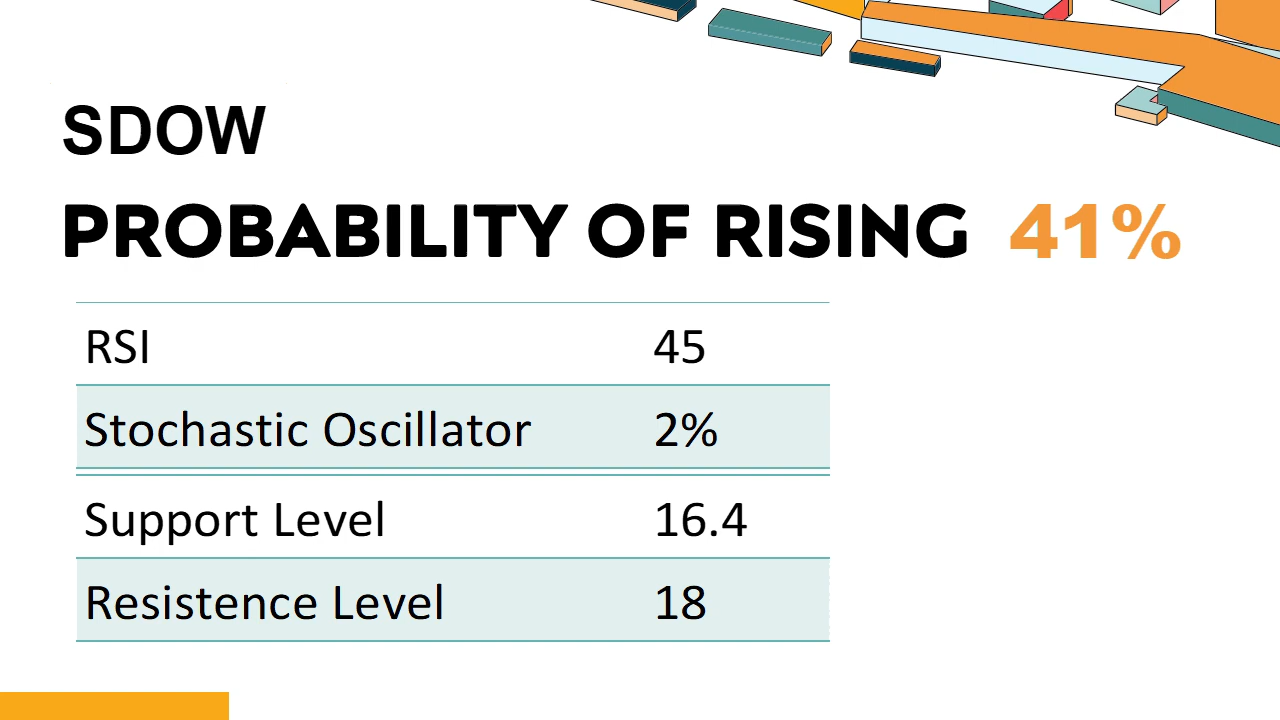 SDOW
PROBABILITY OF RISING 41%
RSI 45
Stochastic Oscillator 2%
Support Level 16.4
Resistence Level 18